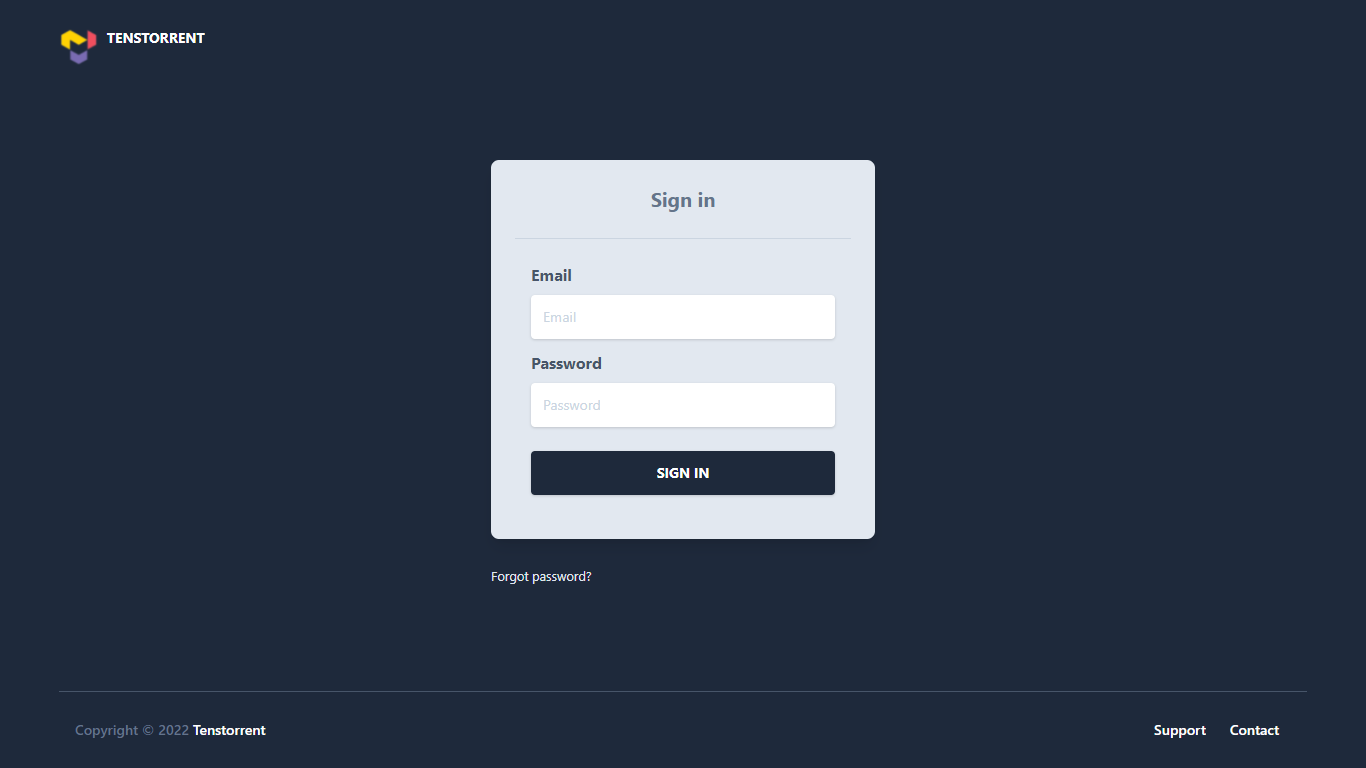 TENSTORRENT
Sign in
Email
Email
Password
Password
SIGN IN
Forgot password?
Copyright © 2022 Tenstorrent
Support Contact